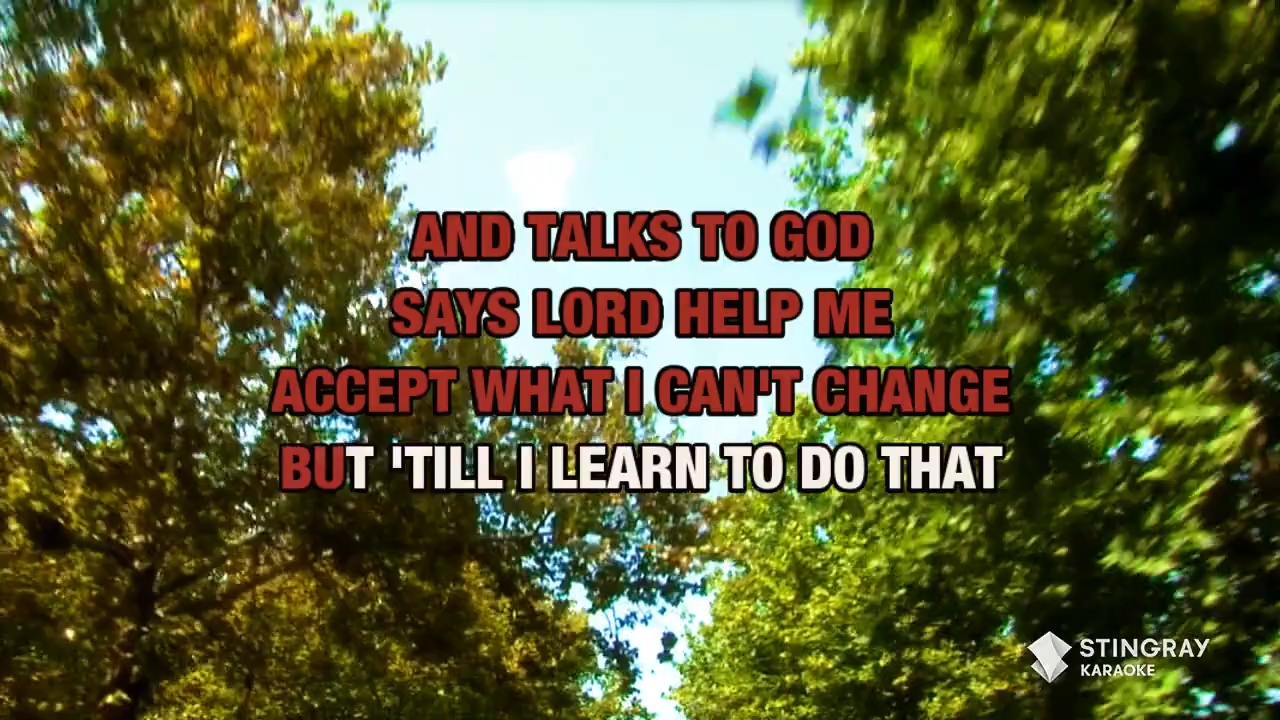 AND TALKS TO GOD
SAYS LORD HELP ME
ACCEPT WHAT I CAN'T CHANGE
BUT 'TILL I LEARN TO DO THAT
STINGRAY
KARAOKE